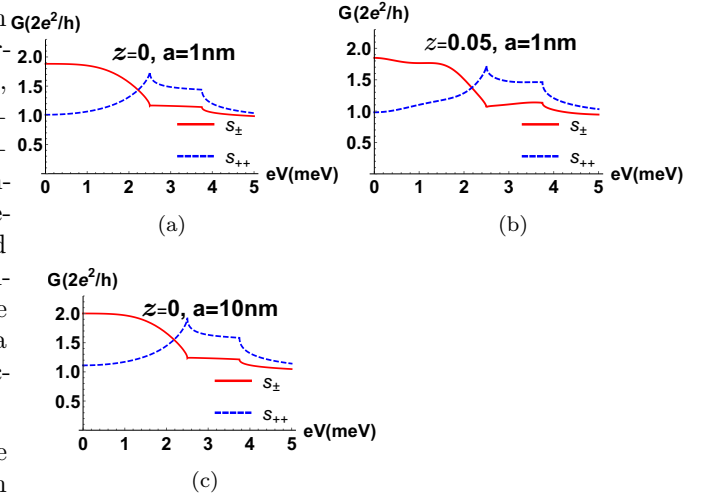 G(2e²/h)
z=0, a=1nm
2.0
1.5
1.0
0.5
s±
s++
0 1 2 3 4 5 eV(meV)
(a)
G(2e²/h)
z=0.05, a=1nm
2.0
1.5
1.0
0.5
s±
s++
0 1 2 3 4 5 eV(meV)
(b)
G(2e²/h)
z=0, a=10nm
2.0
1.5
1.0
0.5
s±
s++
0 1 2 3 4 5 eV(meV)
(c)